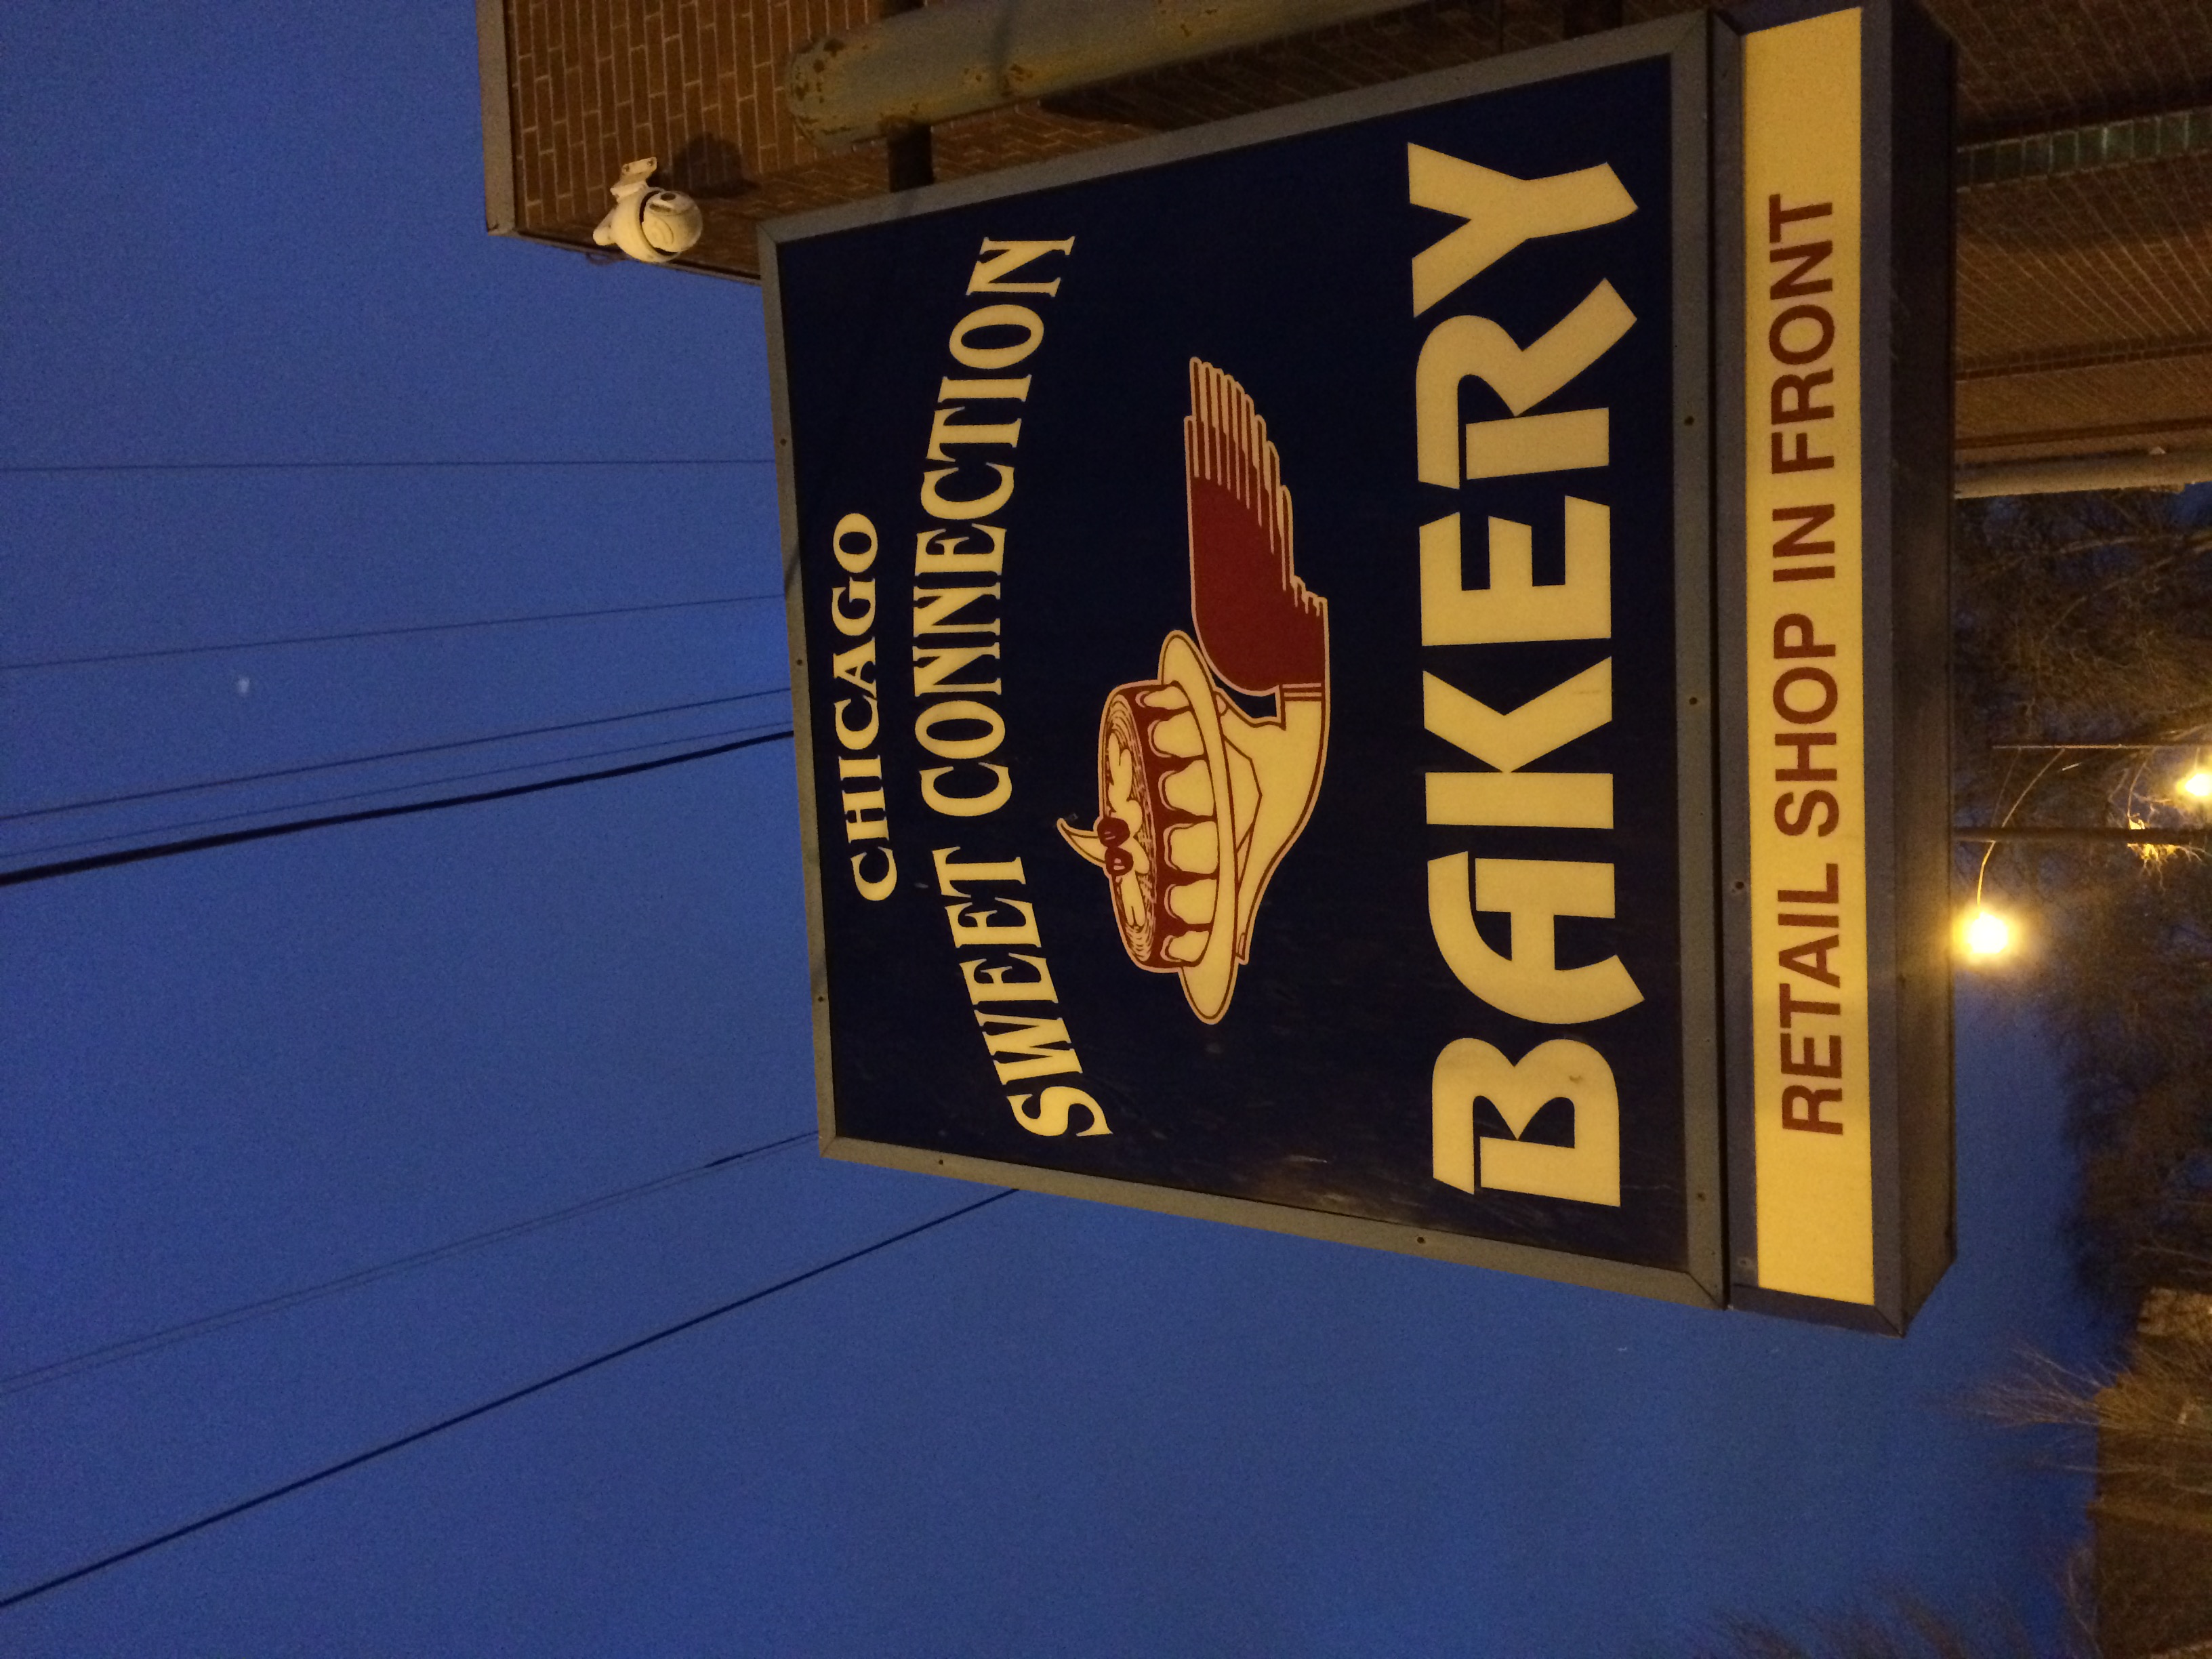 CHICAGO
SWEET CONNECTION
BAKERY
RETAIL SHOP IN FRONT